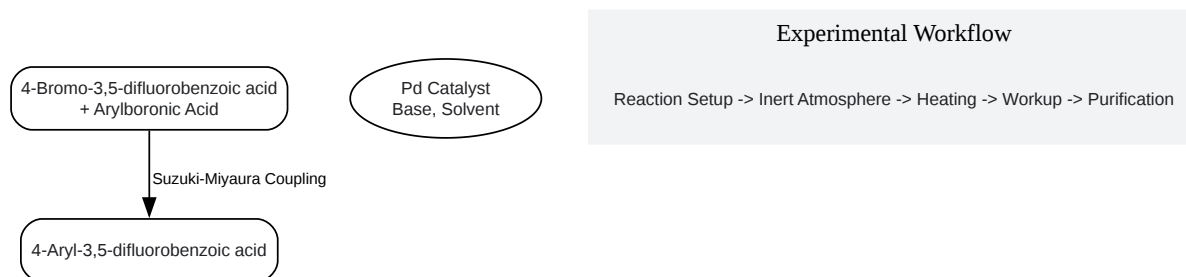 4-Bromo-3,5-difluorobenzoic acid
+ Arylboronic Acid
Suzuki-Miyaura Coupling
4-Aryl-3,5-difluorobenzoic acid
Pd Catalyst
Base, Solvent
Experimental Workflow
Reaction Setup -> Inert Atmosphere -> Heating -> Workup -> Purification